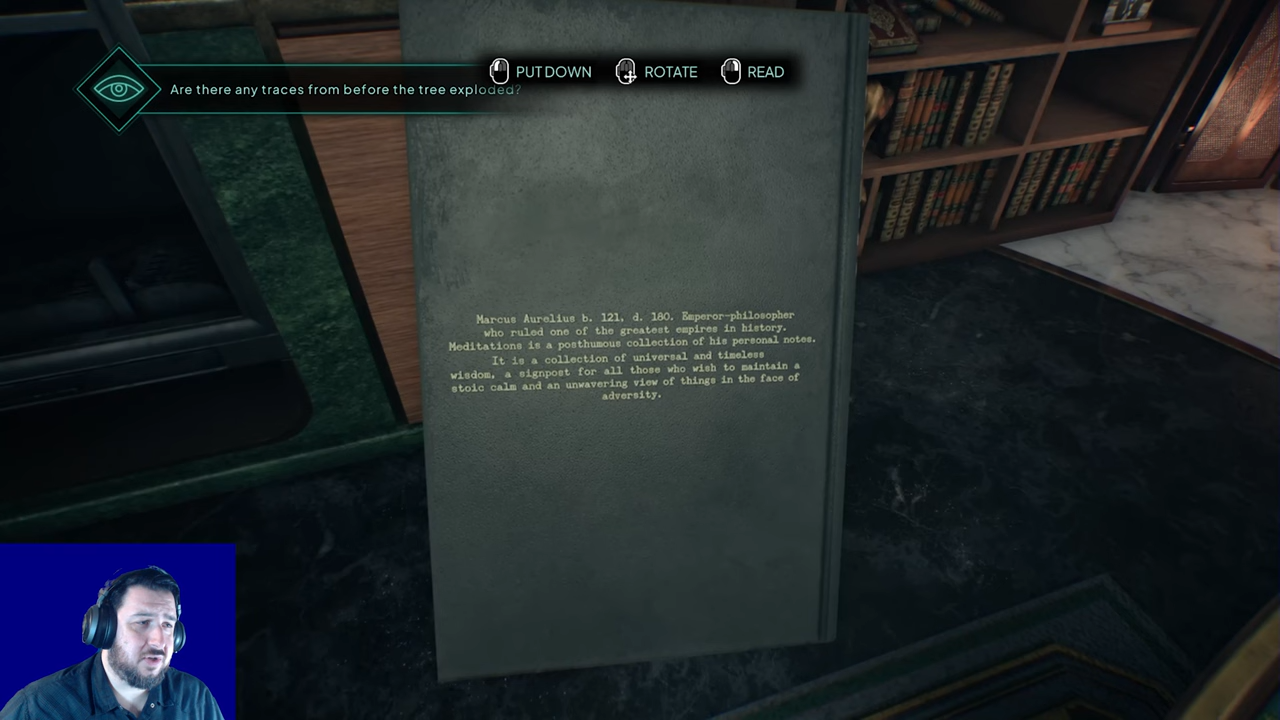 PUT DOWN ROTATE READ
Are there any traces from before the tree exploded?
Marcus Aurelius b. 121, d. 180. Emperor-philosopher
who ruled one of the greatest empires in history.
Meditations is a posthumous collection of his personal notes.
It is a collection of universal and timeless
wisdom, a signpost for all those who wish to maintain a
stoic calm and an unwavering view of things in the face of
adversity.